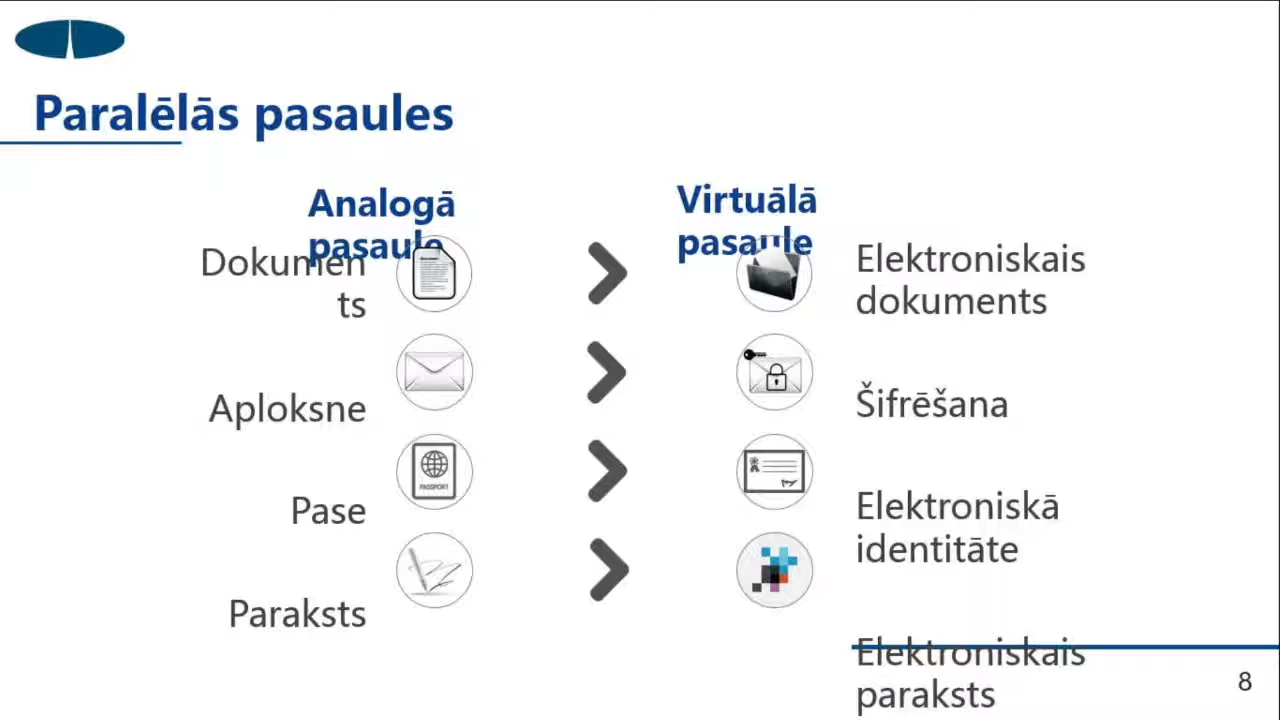 Paralēlās pasaules
Analogā
pasaule
Virtuālā
pasaule
Dokumen
ts
Elektroniskais
dokuments
Aploksne
Šifrēšana
PASSPORT
Pase
Elektroniskā
identitāte
Paraksts
Elektroniskais
paraksts
8